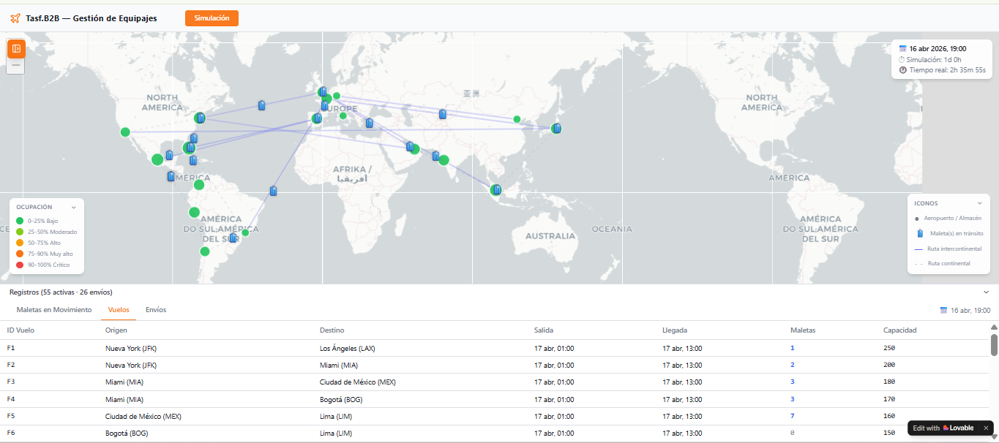 Tasf.B2B — Gestión de Equipajes
Simulación
16 abr 2026, 19:00
Simulación: 1d 0h
Tiempo real: 2h 35m 55s
NORTH
AMERICA
EUROPE
亚洲
NORTH
AMERICA
AFRIKA /
أفريقيا
AMÉRICA
AMÉRICA
AMÉRICA
DO SUL;AMÉRICA
DEL SUR
AUSTRALIA
OCEANIA
AMÉRICA
DO SUL;AMÉRICA
DEL SUR
OCUPACIÓN
0–25% Bajo
25–50% Moderado
50–75% Alto
75–90% Muy alto
90–100% Crítico
ICONOS
Aeropuerto / Almacén
Maleta(s) en tránsito
Ruta intercontinental
Ruta continental
Registros (55 activas · 26 envíos)
Maletas en Movimiento Vuelos Envíos 16 abr, 19:00
ID Vuelo Origen Destino Salida Llegada Maletas Capacidad
F1 Nueva York (JFK) Los Ángeles (LAX) 17 abr, 01:00 17 abr, 13:00 1 250
F2 Nueva York (JFK) Miami (MIA) 17 abr, 01:00 17 abr, 13:00 2 200
F3 Miami (MIA) Ciudad de México (MEX) 17 abr, 01:00 17 abr, 13:00 3 180
F4 Miami (MIA) Bogotá (BOG) 17 abr, 01:00 17 abr, 13:00 3 170
F5 Ciudad de México (MEX) Lima (LIM) 17 abr, 01:00 17 abr, 13:00 7 160
F6 Bogotá (BOG) Lima (LIM) 17 abr, 01:00 17 abr, 13:00 0 150
Edit with Lovable